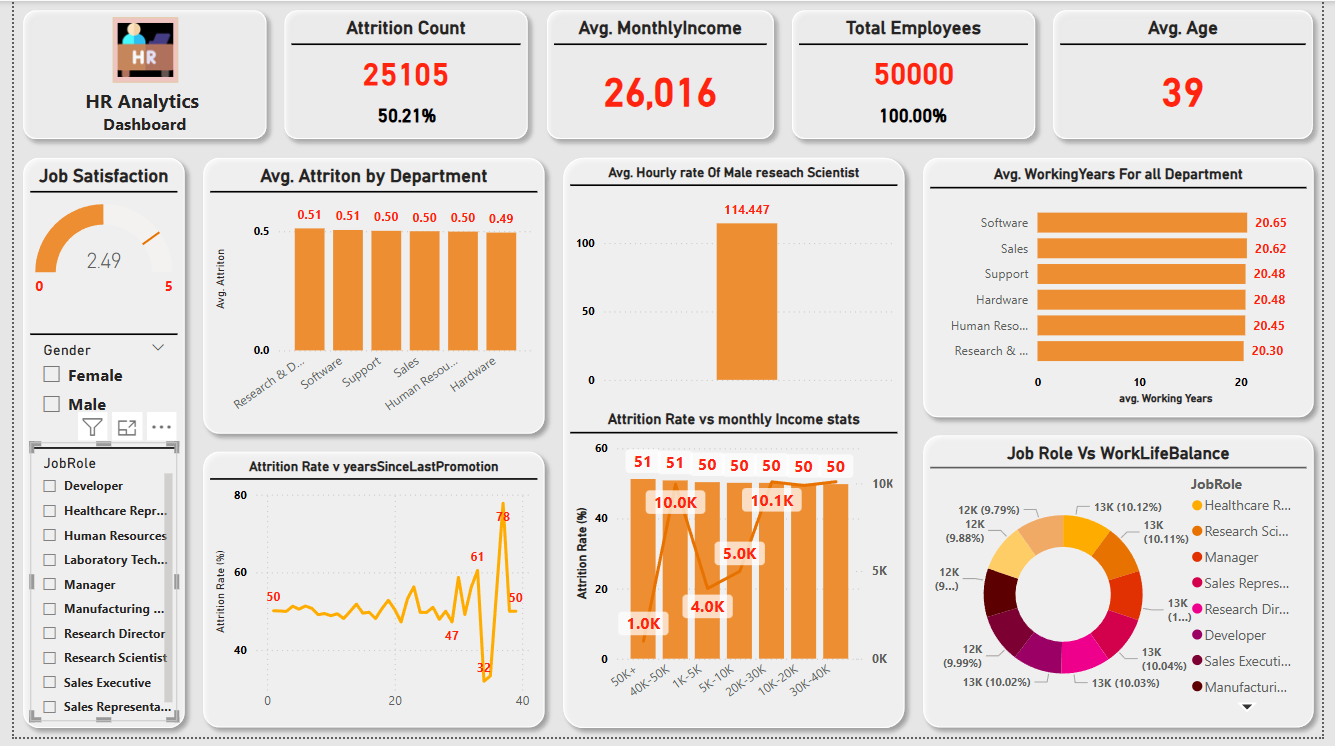 HR
HR Analytics
Dashboard
Attrition Count
25105
50.21%
Avg. MonthlyIncome
26,016
Total Employees
50000
100.00%
Avg. Age
39
Job Satisfaction
2.49
0
5
Gender
Female
Male
JobRole
Developer
Healthcare Repr...
Human Resources
Laboratory Tech...
Manager
Manufacturing ...
Research Director
Research Scientist
Sales Executive
Sales Representa...
Avg. Attriton by Department
0.51 0.51 0.50 0.50 0.50 0.49
0.5
0.0
Avg. Attriton
Research & D...
Software
Support
Sales
Human Resou...
Hardware
Attrition Rate v yearsSinceLastPromotion
80
60
40
Attrition Rate (%)
50
47
61
32
78
50
0 20 40
Avg. Hourly rate Of Male reseach Scientist
114.447
100
50
0
Attrition Rate vs monthly Income stats
60
40
20
0
Attrition Rate (%)
51 51 50 50 50 50 50
1.0K
10.0K
4.0K
5.0K
10.1K
10K
5K
0K
50K+
40K-50K
1K-5K
5K-10K
20K-30K
10K-20K
30K-40K
Avg. WorkingYears For all Department
Software 20.65
Sales 20.62
Support 20.48
Hardware 20.48
Human Reso... 20.45
Research & ... 20.30
0 10 20
avg. Working Years
Job Role Vs WorkLifeBalance
13K (10.12%)
13K
(10.11%)
13K
(1...)
13K
(10.04%)
13K (10.03%)
13K (10.02%)
12K
(9.99%)
12K
(9...)
12K
(9.88%)
12K (9.79%)
JobRole
Healthcare R...
Research Sci...
Manager
Sales Repres...
Research Dir...
Developer
Sales Executi...
Manufacturi...